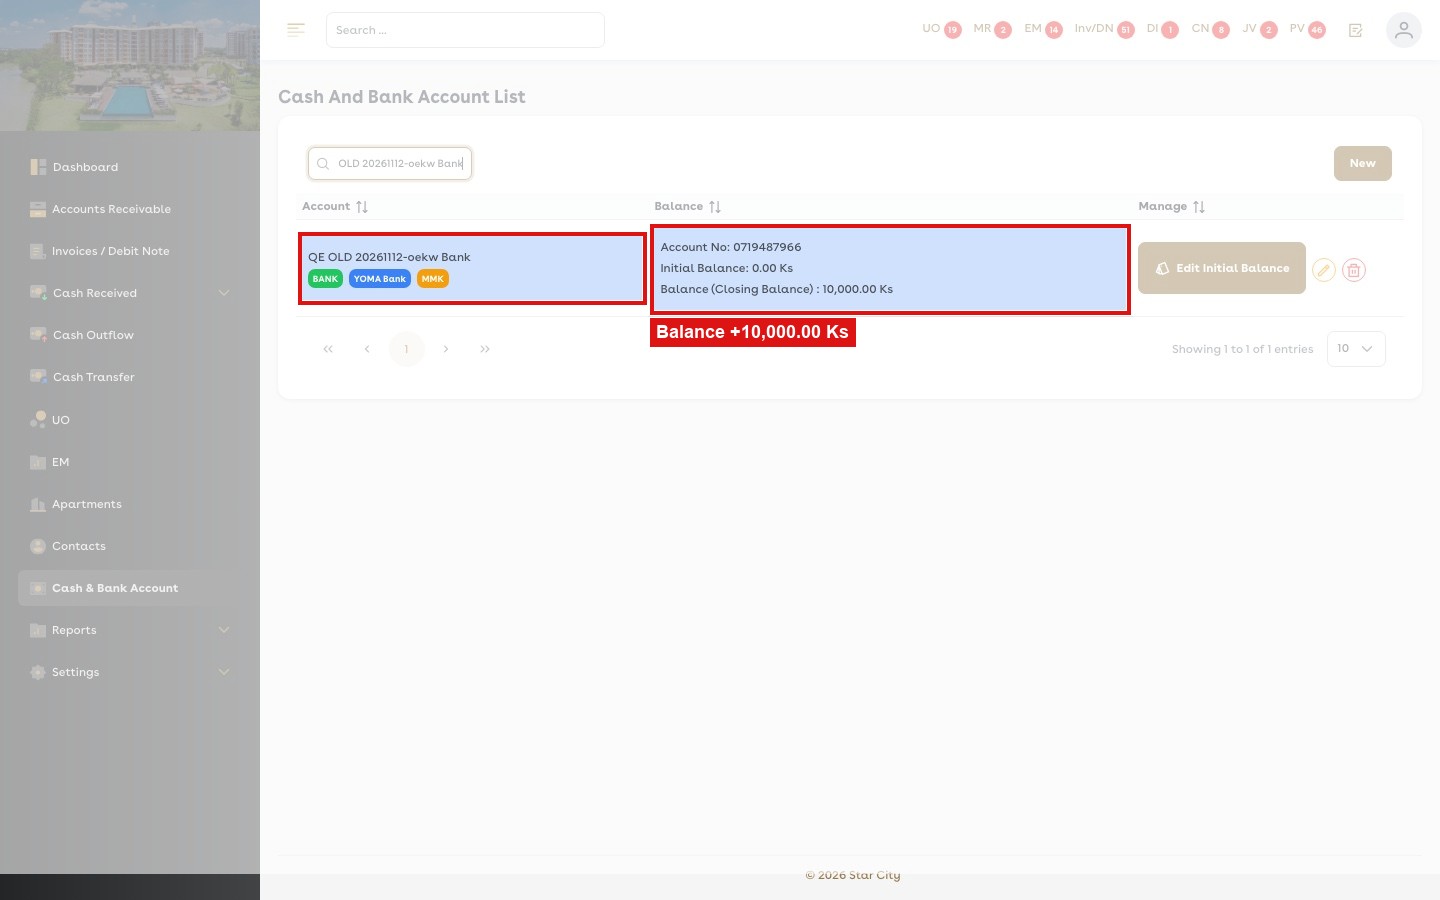 Search ...
UO 19 MR 2 EM 14 Inv/DN 51 DI 1 CN 8 JV 2 PV 46
Cash And Bank Account List
Dashboard
Accounts Receivable
Invoices / Debit Note
Cash Received
Cash Outflow
Cash Transfer
UO
EM
Apartments
Contacts
Cash & Bank Account
Reports
Settings
OLD 20261112-oekw Bank
New
Account Balance Manage
QE OLD 20261112-oekw Bank
BANK YOMA Bank MMK
Account No: 0719487966
Initial Balance: 0.00 Ks
Balance (Closing Balance) : 10,000.00 Ks
Edit Initial Balance
Balance +10,000.00 Ks
« ‹ 1 › »
Showing 1 to 1 of 1 entries 10
© 2026 Star City